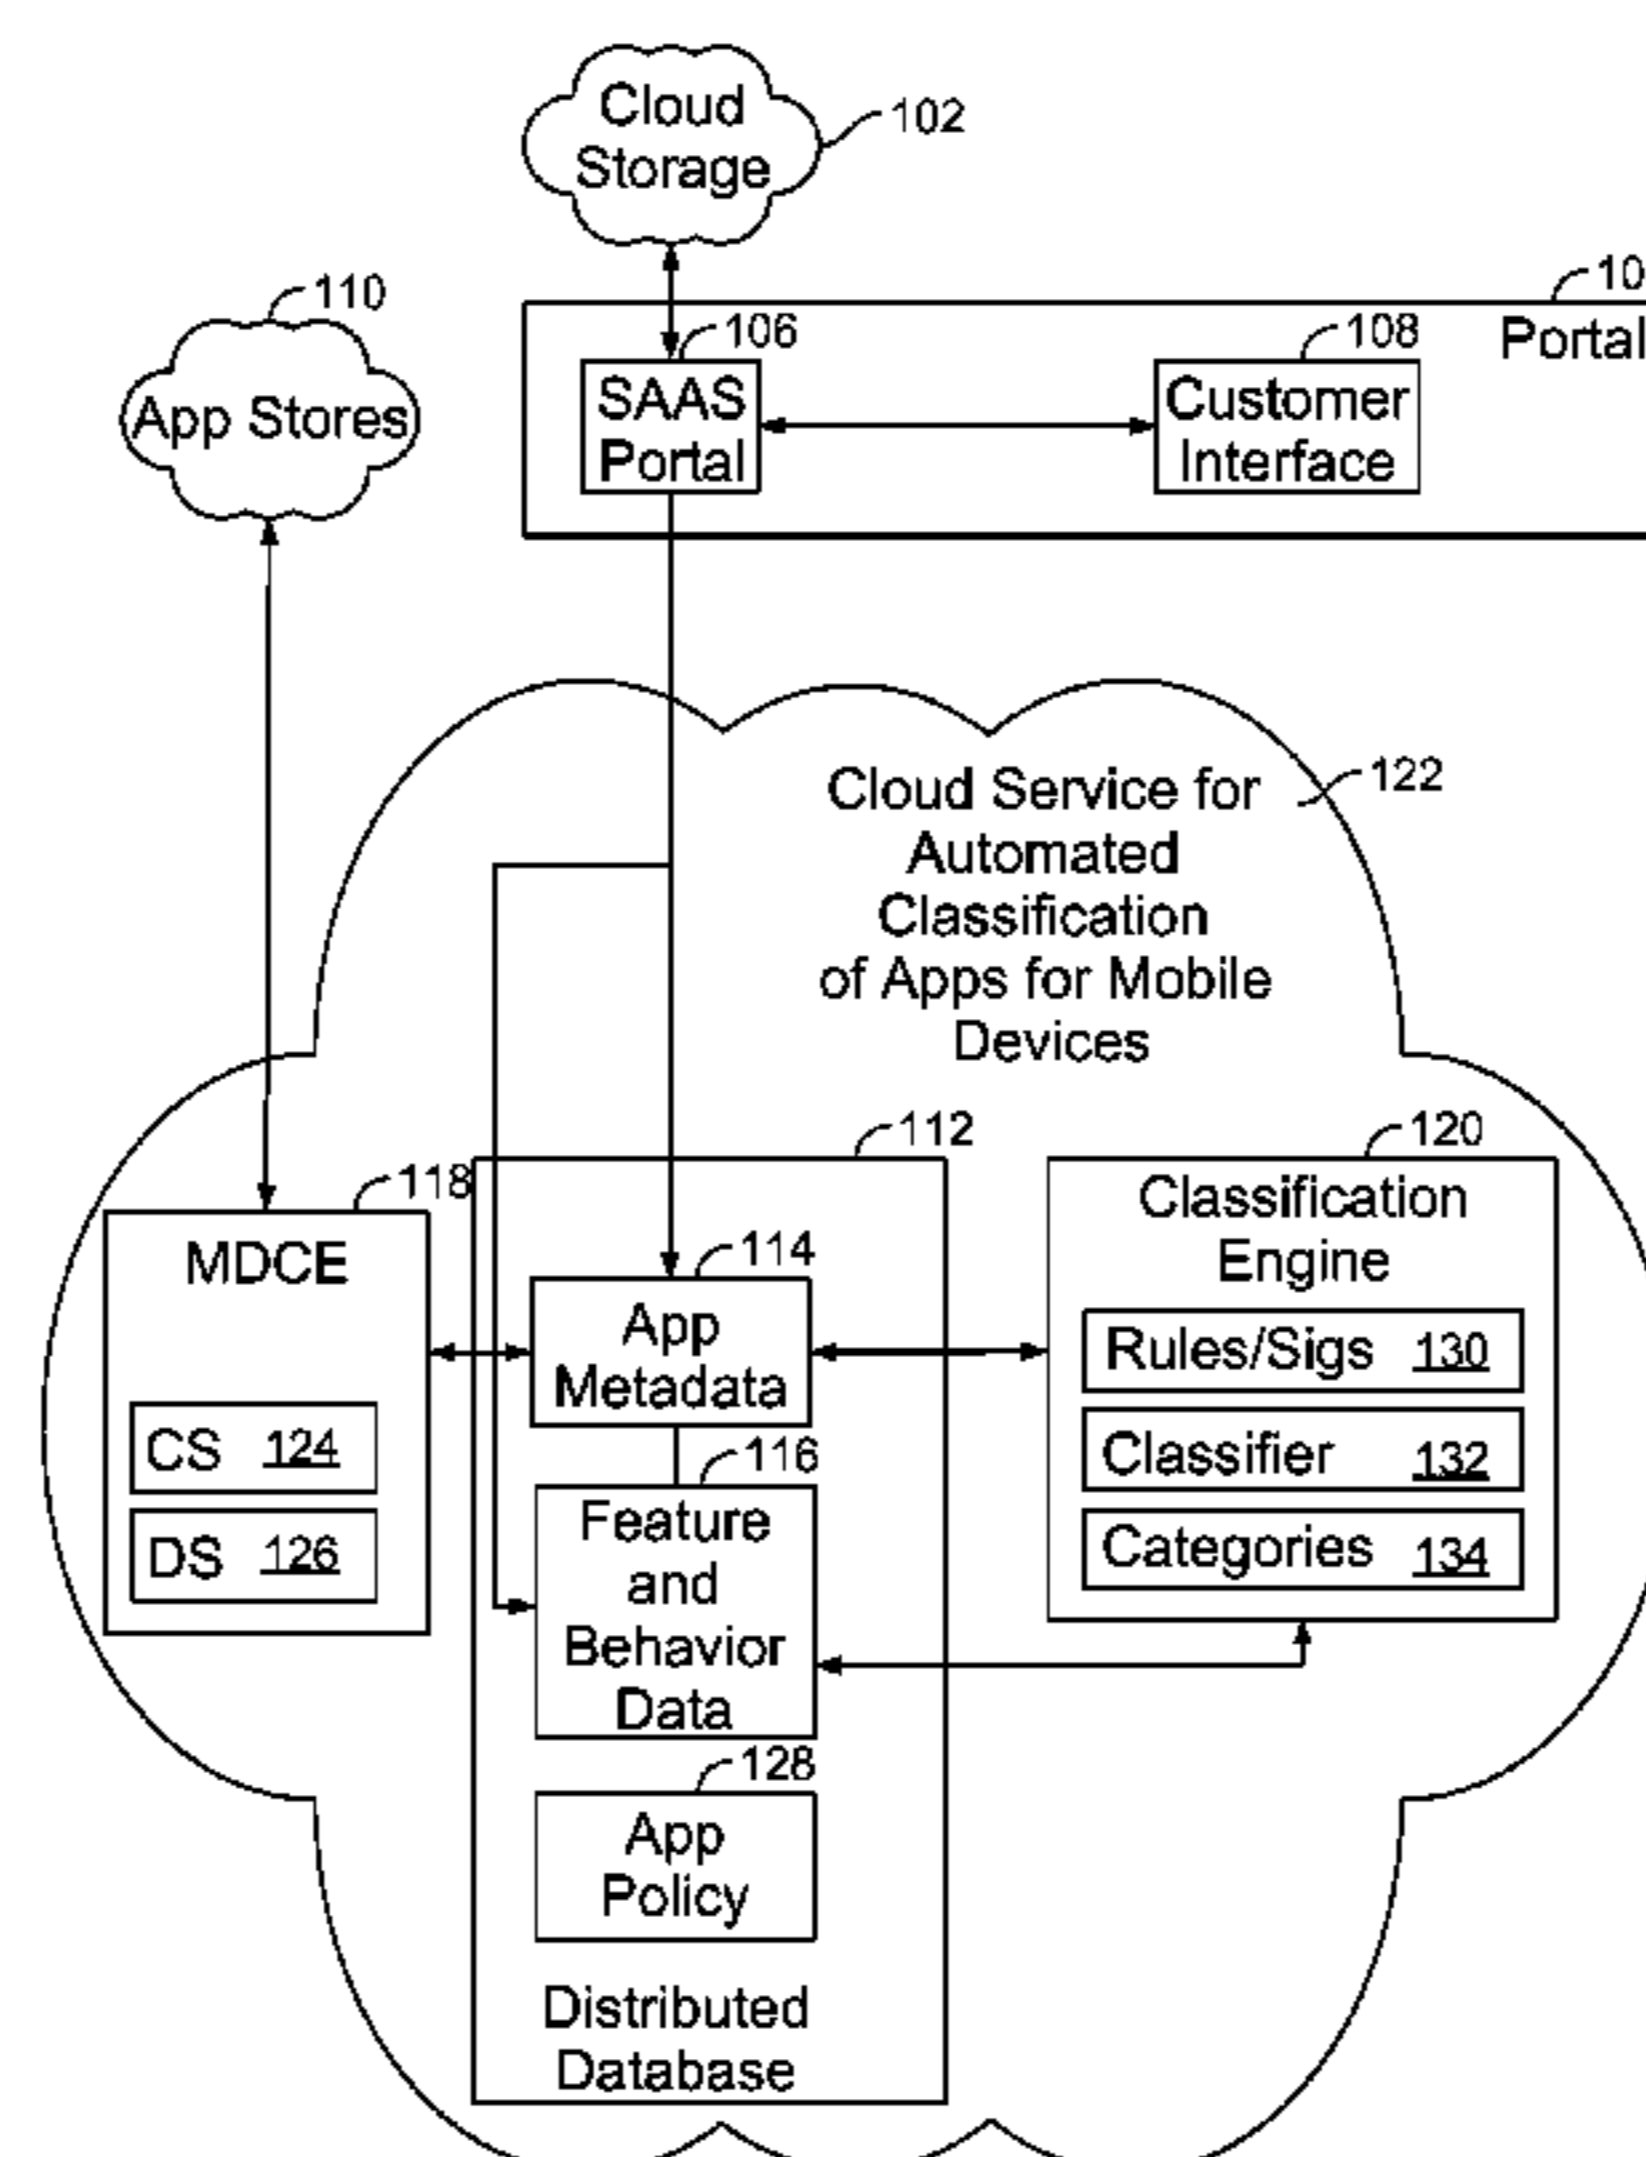 Cloud
Storage
102
110
App Stores
10
Portal
106
SAAS
Portal
108
Customer
Interface
Cloud Service for
Automated
Classification
of Apps for Mobile
Devices
122
118
MDCE
CS 124
DS 126
112
114
App
Metadata
116
Feature
and
Behavior
Data
128
App
Policy
Distributed
Database
120
Classification
Engine
Rules/Sigs 130
Classifier 132
Categories 134